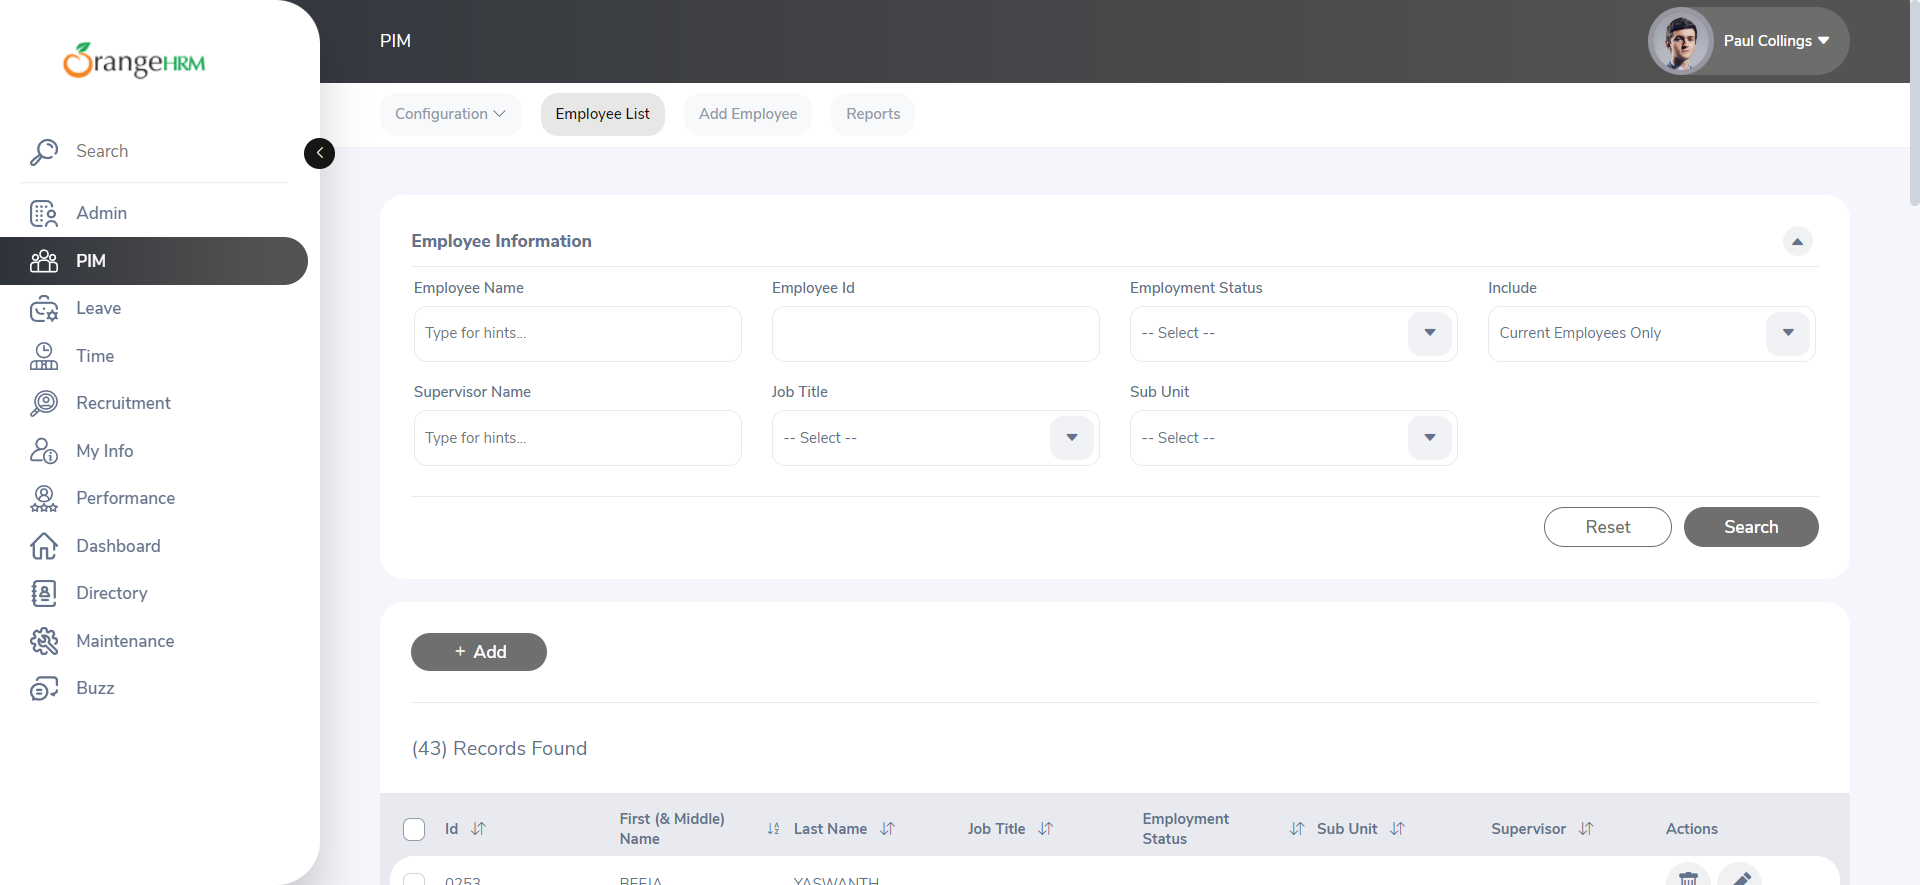 OrangeHRM
Search
Admin
PIM
Leave
Time
Recruitment
My Info
Performance
Dashboard
Directory
Maintenance
Buzz
PIM
Paul Collings
Configuration
Employee List
Add Employee
Reports
Employee Information
Employee Name
Employee Id
Employment Status
Include
Type for hints...
-- Select --
Current Employees Only
Supervisor Name
Job Title
Sub Unit
Type for hints...
-- Select --
-- Select --
Reset
Search
+ Add
(43) Records Found
Id
First (& Middle)
Name
Last Name
Job Title
Employment
Status
Sub Unit
Supervisor
Actions
0253
YASWANTH